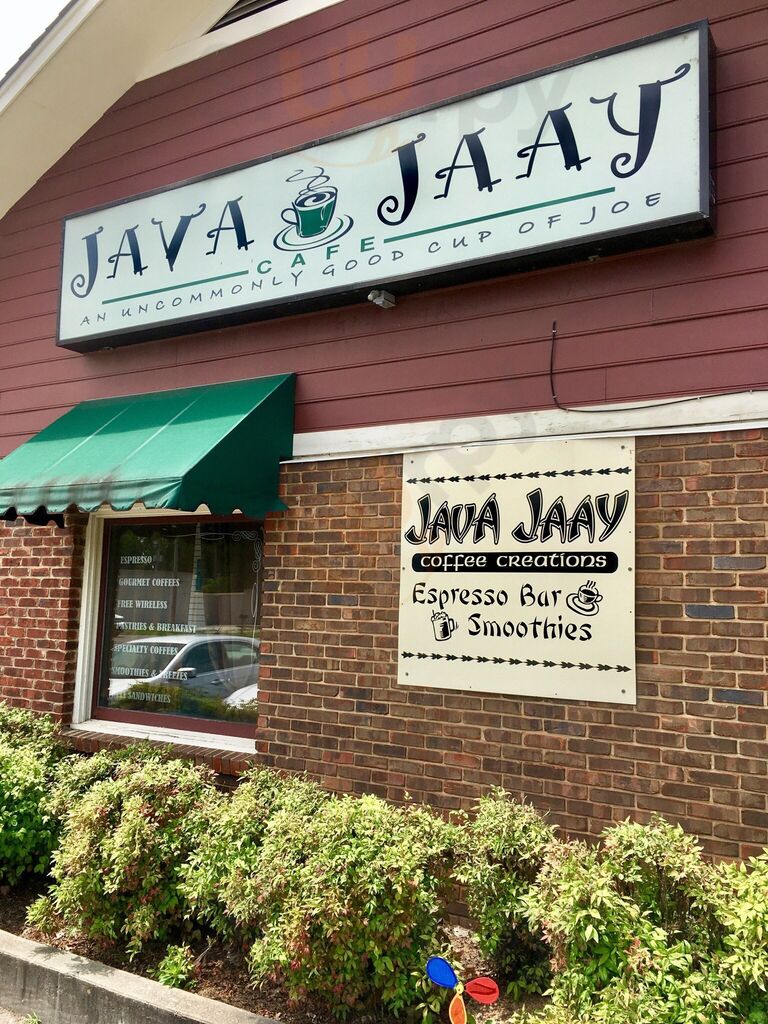 JAVA JAAY
CAFE
AN UNCOMMONLY GOOD CUP OF JOE
JAVA JAAY
coffee creations
Espresso Bar
Smoothies
ESPRESSO
GOURMET COFFEES
FREE WIRELESS
PASTRIES & BREAKFAST
SPECIALTY COFFEES
SMOOTHIES & FREEZES
SANDWICHES